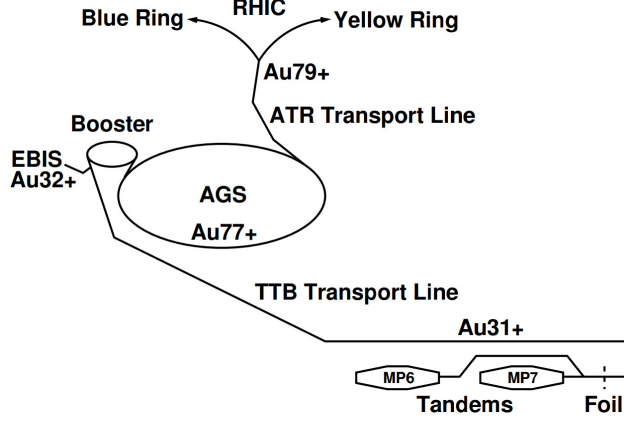 RHIC
Blue Ring
Yellow Ring
Au79+
ATR Transport Line
Booster
EBIS
Au32+
AGS
Au77+
TTB Transport Line
Au31+
MP6
MP7
Tandems
Foil